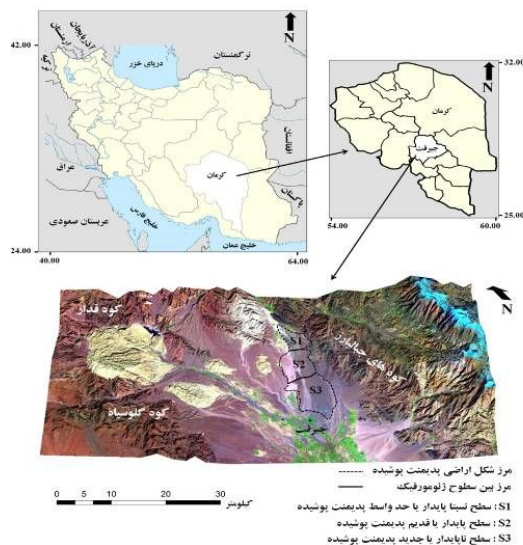 42.00
24.00
40.00
64.00
N
آذربایجان
ارمنستان
ترکیه
دریای خزر
ترکمنستان
افغانستان
پاکستان
عراق
کرمان
خلیج فارس
عربستان سعودی
خلیج عمان
N
32.00
25.00
54.00
60.00
کرمان
جیرفت
N
کوه قدار
S1
S2
S3
کوه های جبالبارز
کوه گلوسیاه
جیرفت
0 5 10 20 30
کیلومتر
مرز شکل اراضی پدیمنت پوشیده
مرز بین سطوح ژئومورفیک
S1 : سطح نسبتا پایدار یا حد واسط پدیمنت پوشیده
S2 : سطح پایدار یا قدیم پدیمنت پوشیده
S3 : سطح ناپایدار یا جدید پدیمنت پوشیده